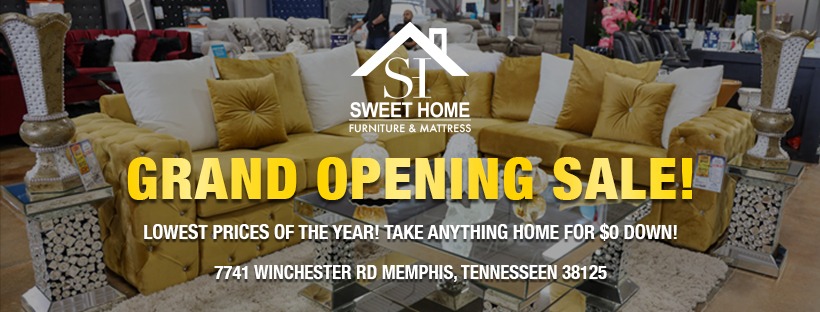 SH
SWEET HOME
FURNITURE & MATTRESS
GRAND OPENING SALE!
LOWEST PRICES OF THE YEAR! TAKE ANYTHING HOME FOR $0 DOWN!
7741 WINCHESTER RD MEMPHIS, TENNESSEEN 38125